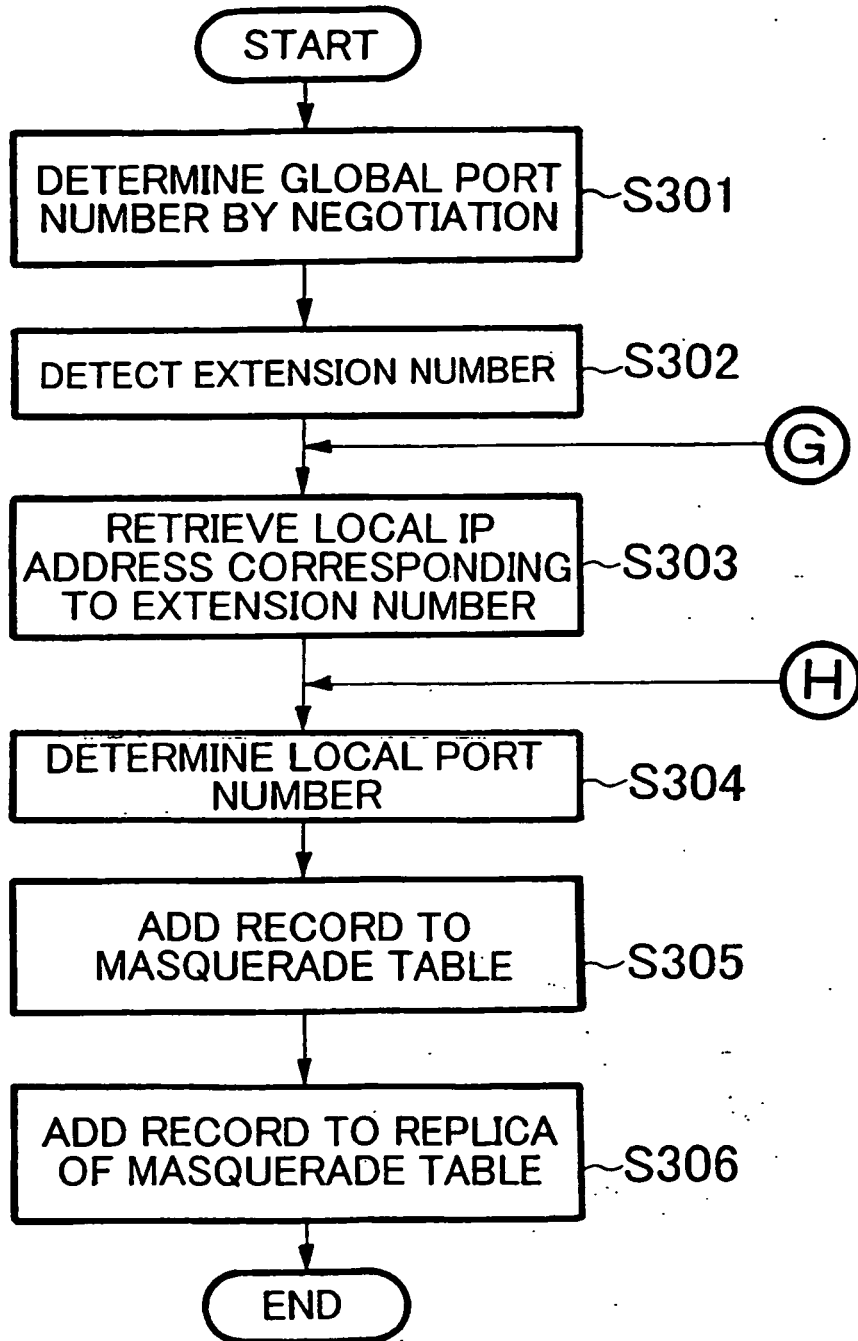 START
DETERMINE GLOBAL PORT
NUMBER BY NEGOTIATION
S301
DETECT EXTENSION NUMBER
S302
G
RETRIEVE LOCAL IP
ADDRESS CORRESPONDING
TO EXTENSION NUMBER
S303
H
DETERMINE LOCAL PORT
NUMBER
S304
ADD RECORD TO
MASQUERADE TABLE
S305
ADD RECORD TO REPLICA
OF MASQUERADE TABLE
S306
END